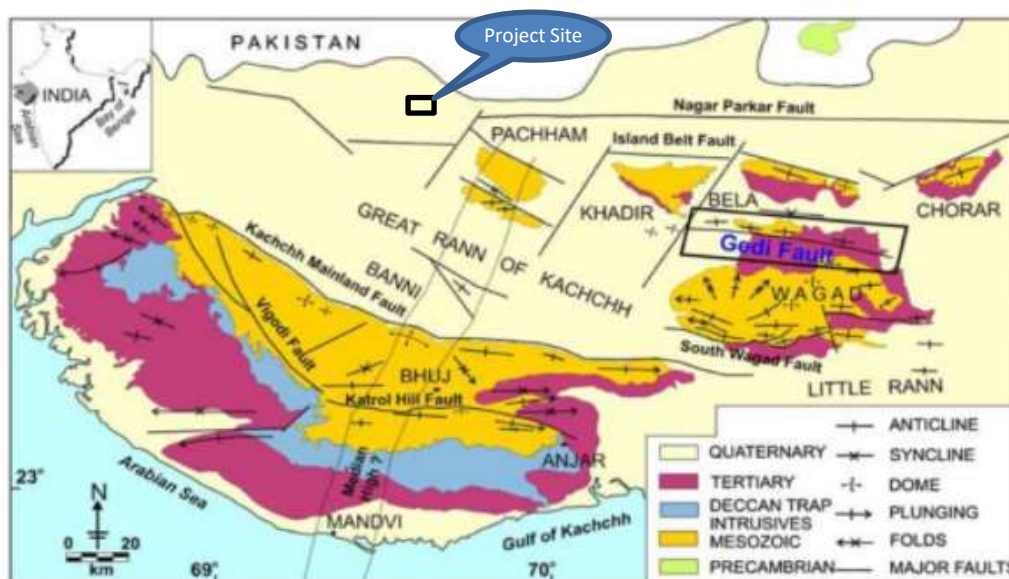 Project Site
PAKISTAN
INDIA
Arabian
Sea
Bay of
Bengal
Nagar Parkar Fault
PACHHAM
Island Belt Fault
KHADIR
BELA
CHORAR
GREAT RANN OF KACHCHH
Gedi Fault
BANNI
Kachchh Mainland Fault
WAGAD
Vigodi Fault
South Wagad Fault
BHUJ
LITTLE RANN
Katrol Hill Fault
ANJAR
Median
High ?
Arabian Sea
MANDVI
Gulf of Kachchh
23°
N
20 0 20
km
69°
70°
QUATERNARY
TERTIARY
DECCAN TRAP
INTRUSIVES
MESOZOIC
PRECAMBRIAN
ANTICLINE
SYNCLINE
DOME
PLUNGING
FOLDS
MAJOR FAULTS